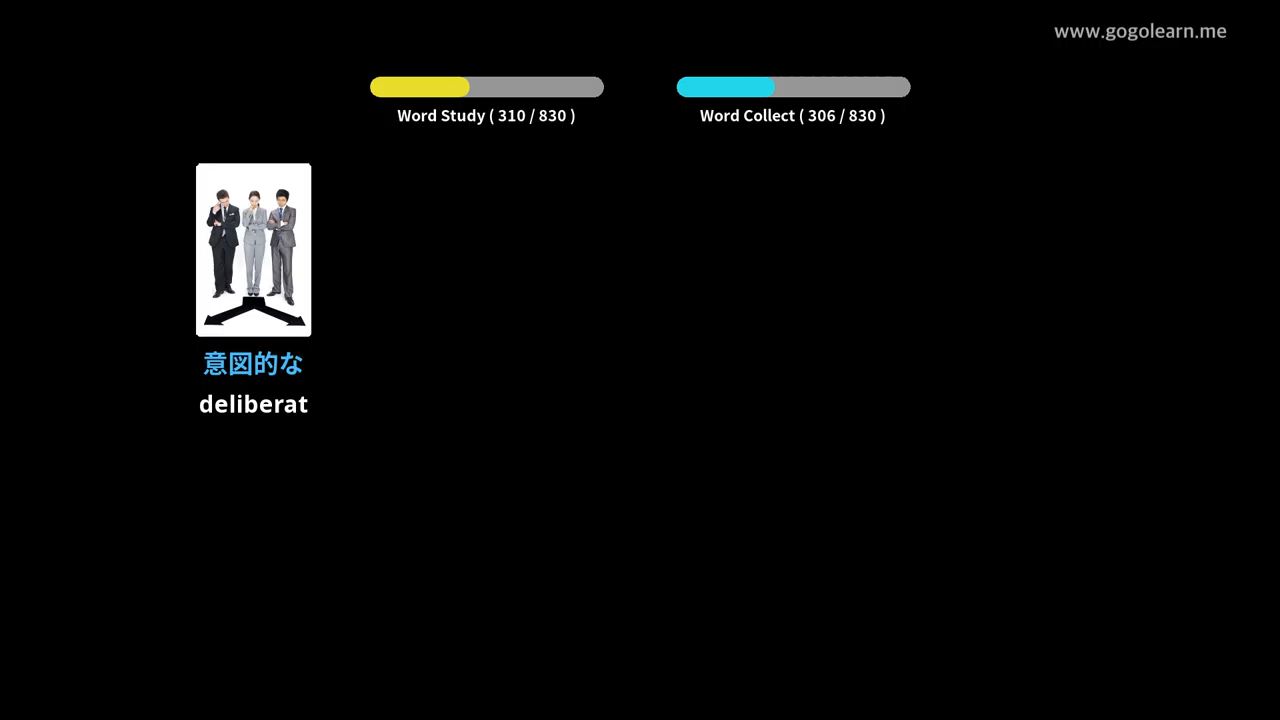 www.gogolearn.me
Word Study ( 310 / 830 )
Word Collect ( 306 / 830 )
意図的な
deliberat